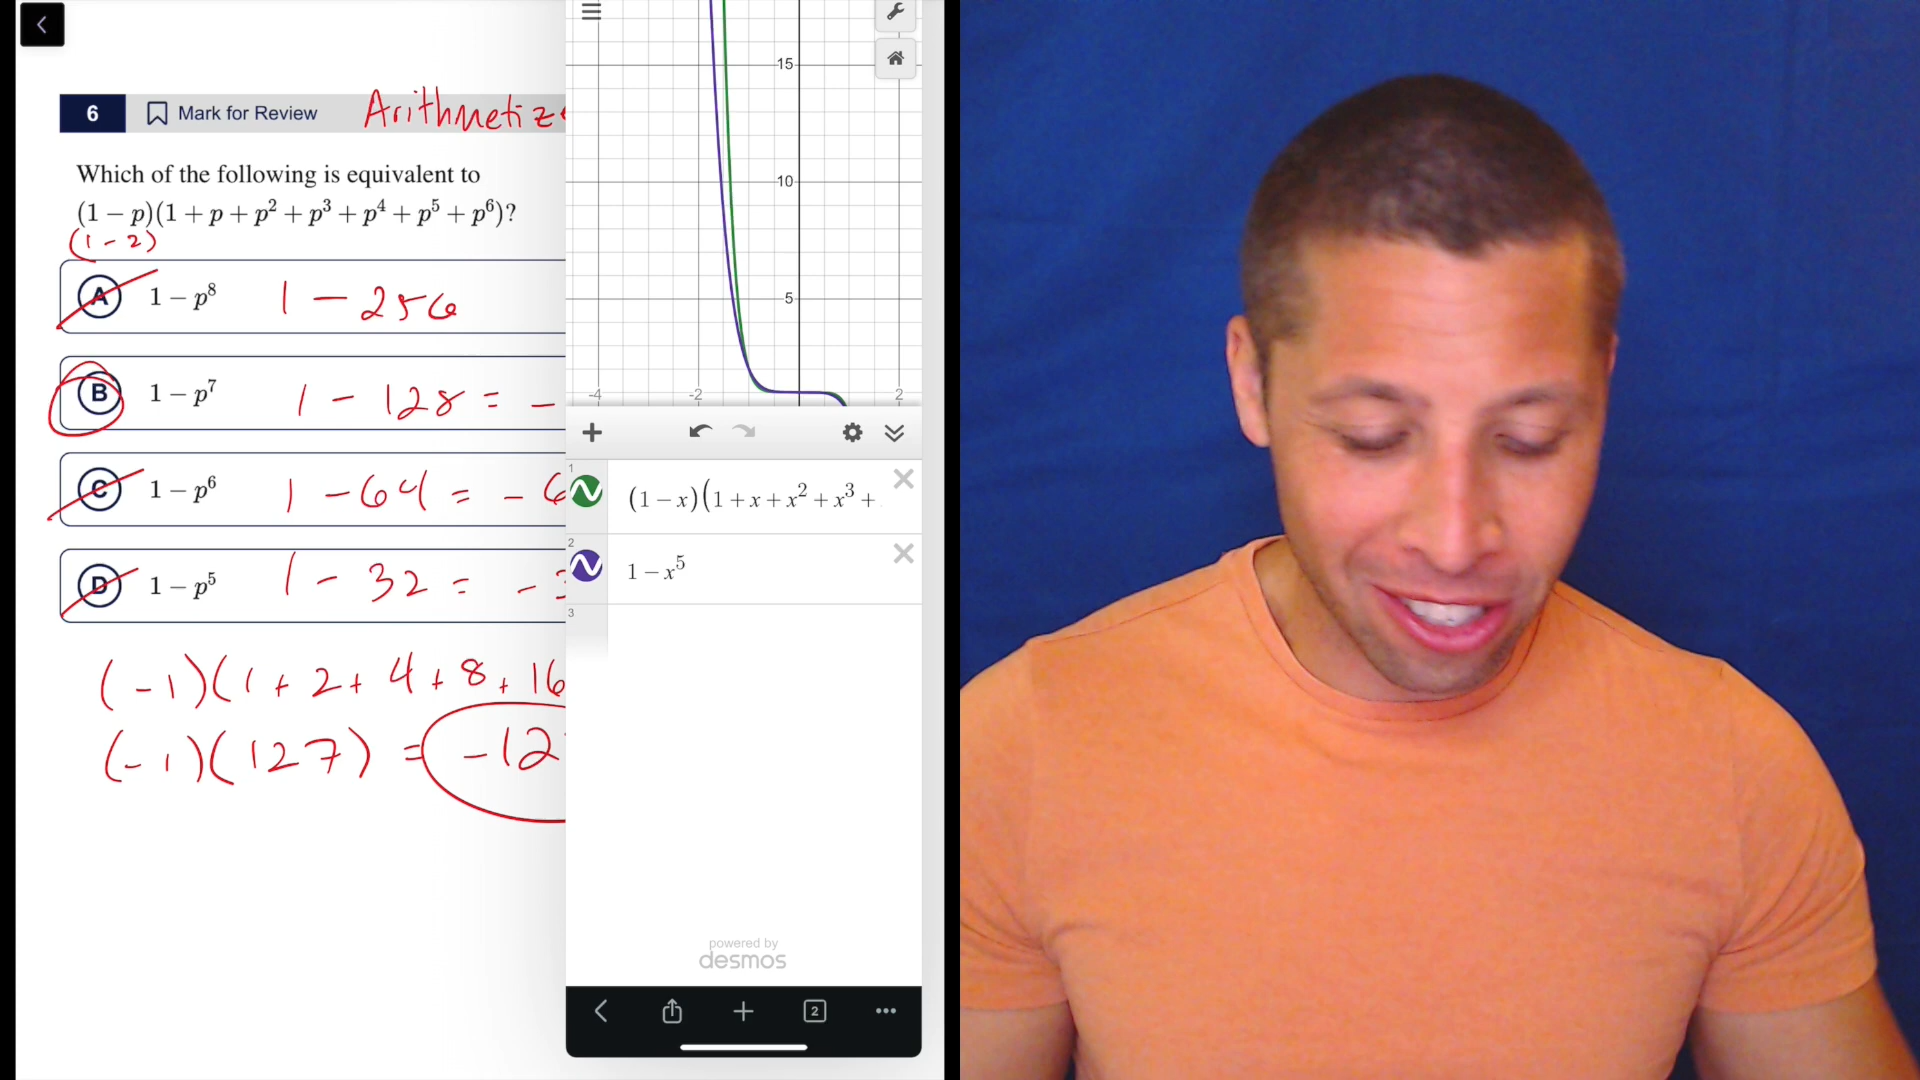 6 Mark for Review Arithmetiz
Which of the following is equivalent to
(1 − p)(1 + p + p² + p³ + p⁴ + p⁵ + p⁶)?
(1 - 2)
A 1 − p⁸ 1 - 256
B 1 − p⁷ 1 - 128 = -
C 1 − p⁶ 1 - 64 = - 6
D 1 − p⁵ 1 - 32 = - 3
(-1)(1 + 2 + 4 + 8 + 16
(-1)(127) = -12
15
10
5
-4 -2 2
1
(1 − x)(1 + x + x² + x³ +
2
1 − x⁵
3
powered by
desmos
2